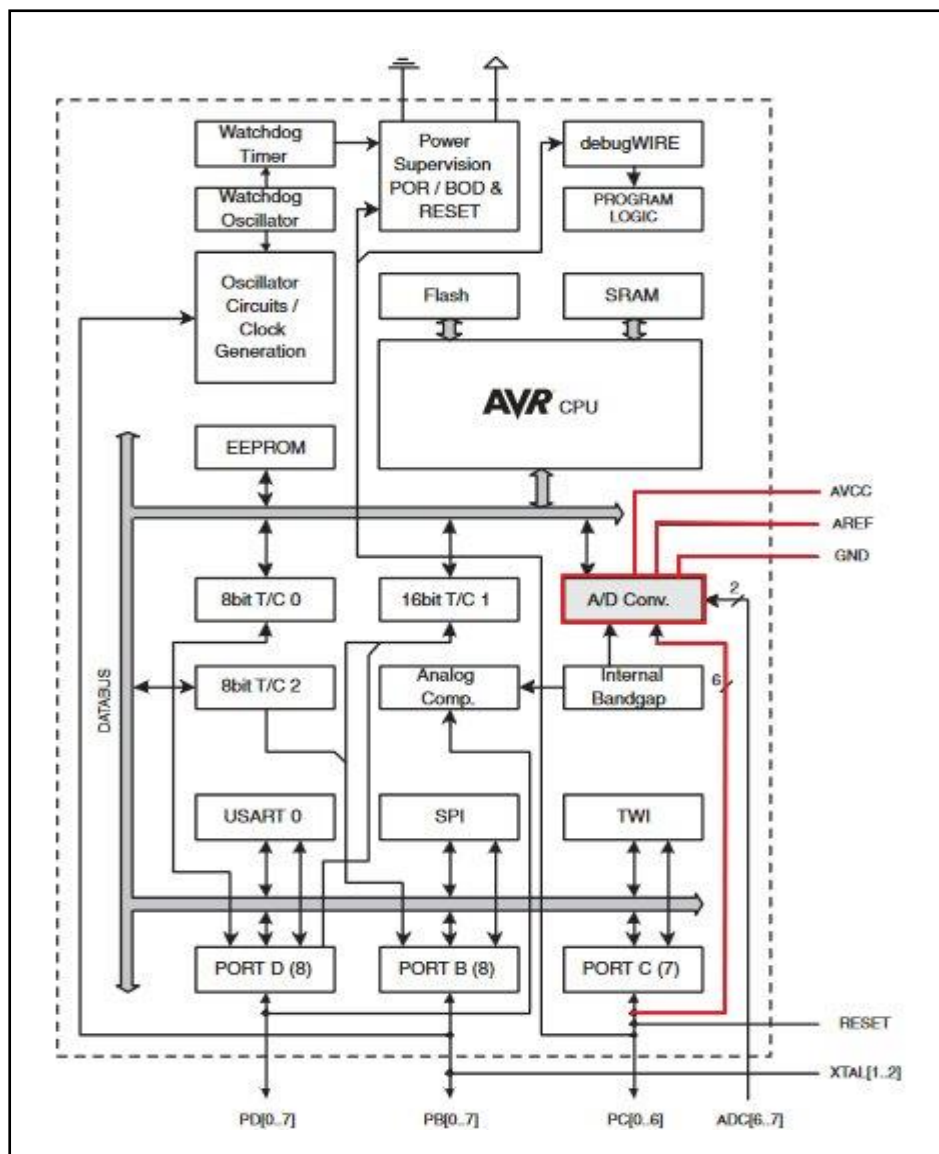 Watchdog
Timer
Power
Supervision
POR / BOD &
RESET
debugWIRE
Watchdog
Oscillator
PROGRAM
LOGIC
Oscillator
Circuits /
Clock
Generation
Flash
SRAM
AVR CPU
EEPROM
AVCC
AREF
GND
8bit T/C 0
16bit T/C 1
A/D Conv.
2
8bit T/C 2
Analog
Comp.
Internal
Bandgap
6
DATABUS
USART 0
SPI
TWI
PORT D (8)
PORT B (8)
PORT C (7)
RESET
XTAL[1..2]
PD[0..7]
PB[0..7]
PC[0..6]
ADC[6..7]